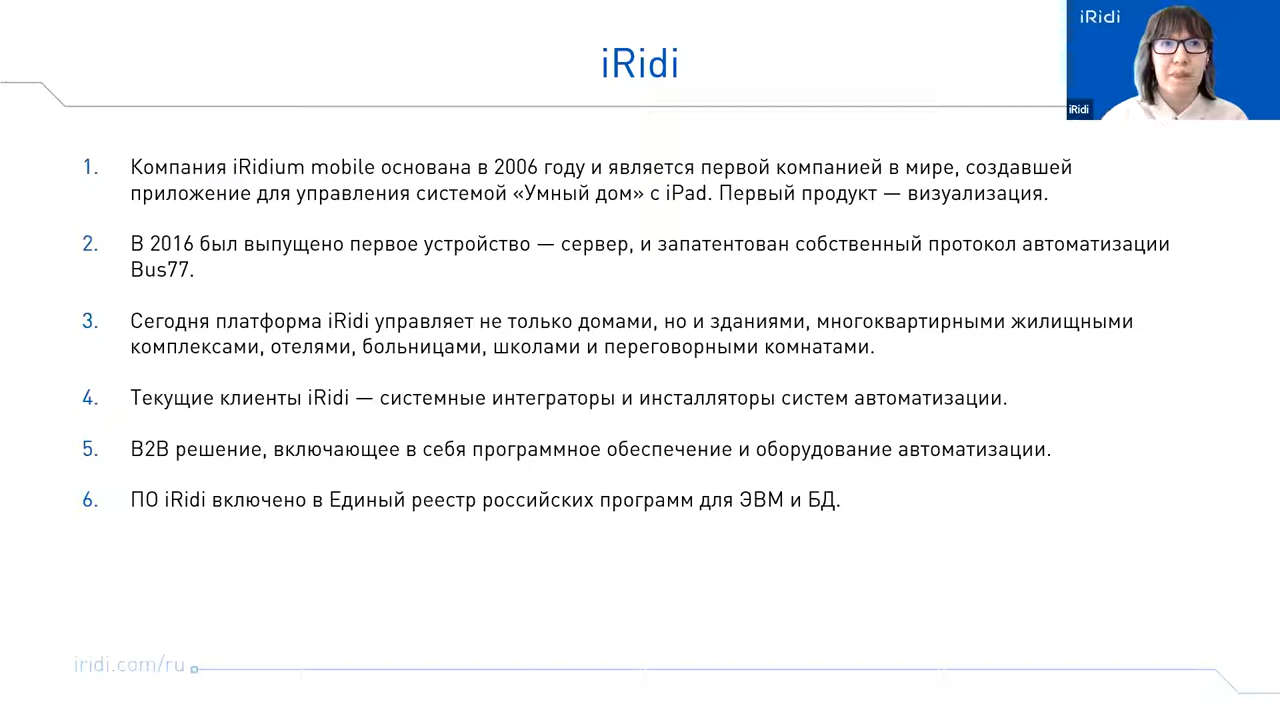 iRidi
iRidi
iRidi
1. Компания iRidium mobile основана в 2006 году и является первой компанией в мире, создавшей
приложение для управления системой «Умный дом» с iPad. Первый продукт — визуализация.
2. В 2016 был выпущено первое устройство — сервер, и запатентован собственный протокол автоматизации
Bus77.
3. Сегодня платформа iRidi управляет не только домами, но и зданиями, многоквартирными жилищными
комплексами, отелями, больницами, школами и переговорными комнатами.
4. Текущие клиенты iRidi — системные интеграторы и инсталляторы систем автоматизации.
5. B2B решение, включающее в себя программное обеспечение и оборудование автоматизации.
6. ПО iRidi включено в Единый реестр российских программ для ЭВМ и БД.
iridi.com/ru